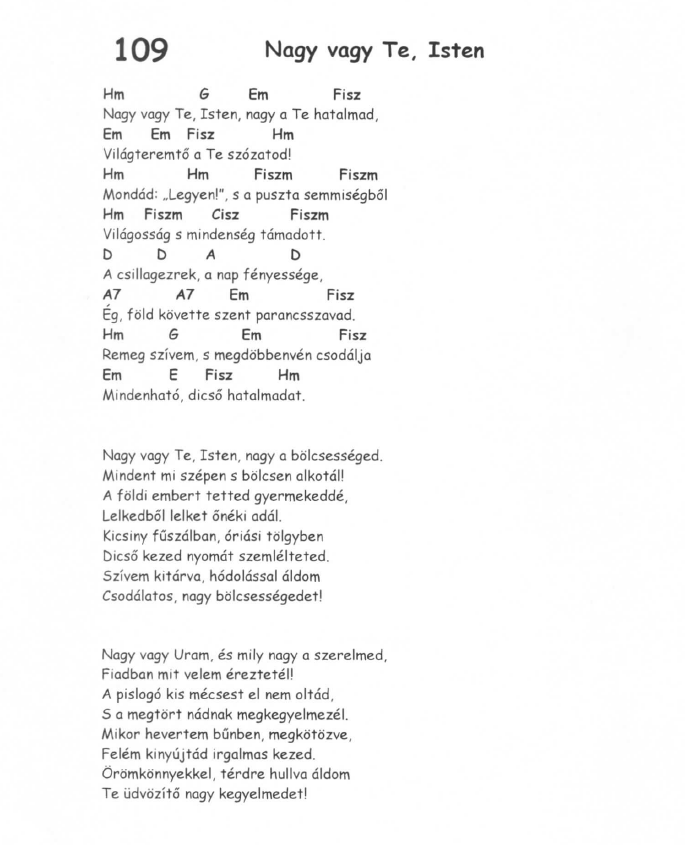 109 Nagy vagy Te, Isten
Hm G Em Fisz
Nagy vagy Te, Isten, nagy a Te hatalmad,
Em Em Fisz Hm
Világteremtő a Te szózatod!
Hm Hm Fiszm Fiszm
Mondád: „Legyen!", s a puszta semmiségből
Hm Fiszm Cisz Fiszm
Világosság s mindenség támadott.
D D A D
A csillagezrek, a nap fényessége,
A7 A7 Em Fisz
Ég, föld követte szent parancsszavad.
Hm G Em Fisz
Remeg szívem, s megdöbbenvén csodálja
Em E Fisz Hm
Mindenható, dicső hatalmadat.
Nagy vagy Te, Isten, nagy a bölcsességed.
Mindent mi szépen s bölcsen alkotál!
A földi embert tetted gyermekeddé,
Lelkedből lelket őnéki adál.
Kicsiny fűszálban, óriási tölgyben
Dicső kezed nyomát szemlélteted.
Szívem kitárva, hódolással áldom
Csodálatos, nagy bölcsességedet!
Nagy vagy Uram, és mily nagy a szerelmed,
Fiadban mit velem éreztetél!
A pislogó kis mécsest el nem oltád,
S a megtört nádnak megkegyelmezél.
Mikor hevertem bűnben, megkötözve,
Felém kinyújtád irgalmas kezed.
Örömkönnyekkel, térdre hullva áldom
Te üdvözítő nagy kegyelmedet!